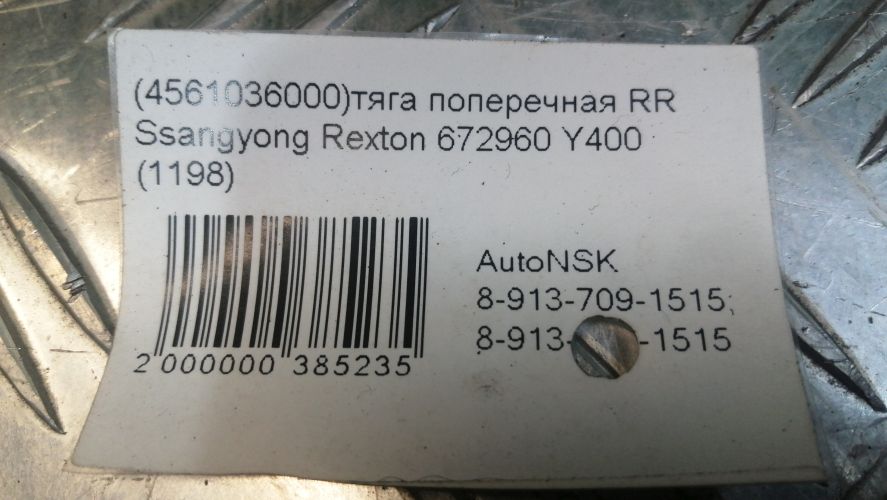 (4561036000)тяга поперечная RR
Ssangyong Rexton 672960 Y400
(1198)
AutoNSK
8-913-709-1515;
8-913- -1515
2 000000 385235